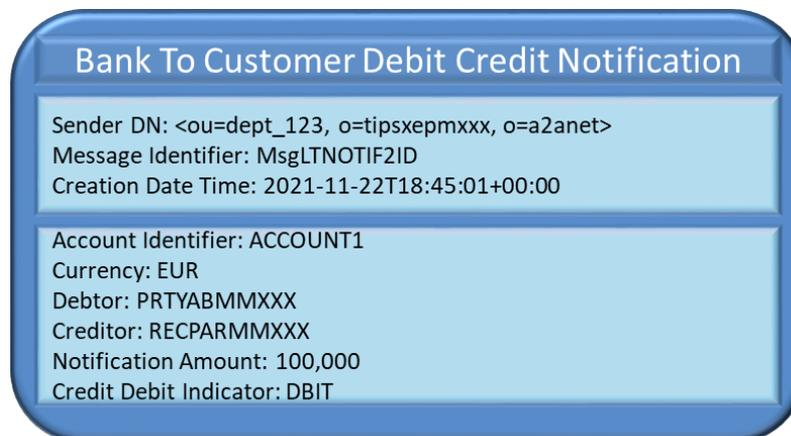 Bank To Customer Debit Credit Notification
Sender DN: <ou=dept_123, o=tipsxepmxxx, o=a2anet>
Message Identifier: MsgLTNOTIF2ID
Creation Date Time: 2021-11-22T18:45:01+00:00
Account Identifier: ACCOUNT1
Currency: EUR
Debtor: PRTYABMMXXX
Creditor: RECPARMMXXX
Notification Amount: 100,000
Credit Debit Indicator: DBIT